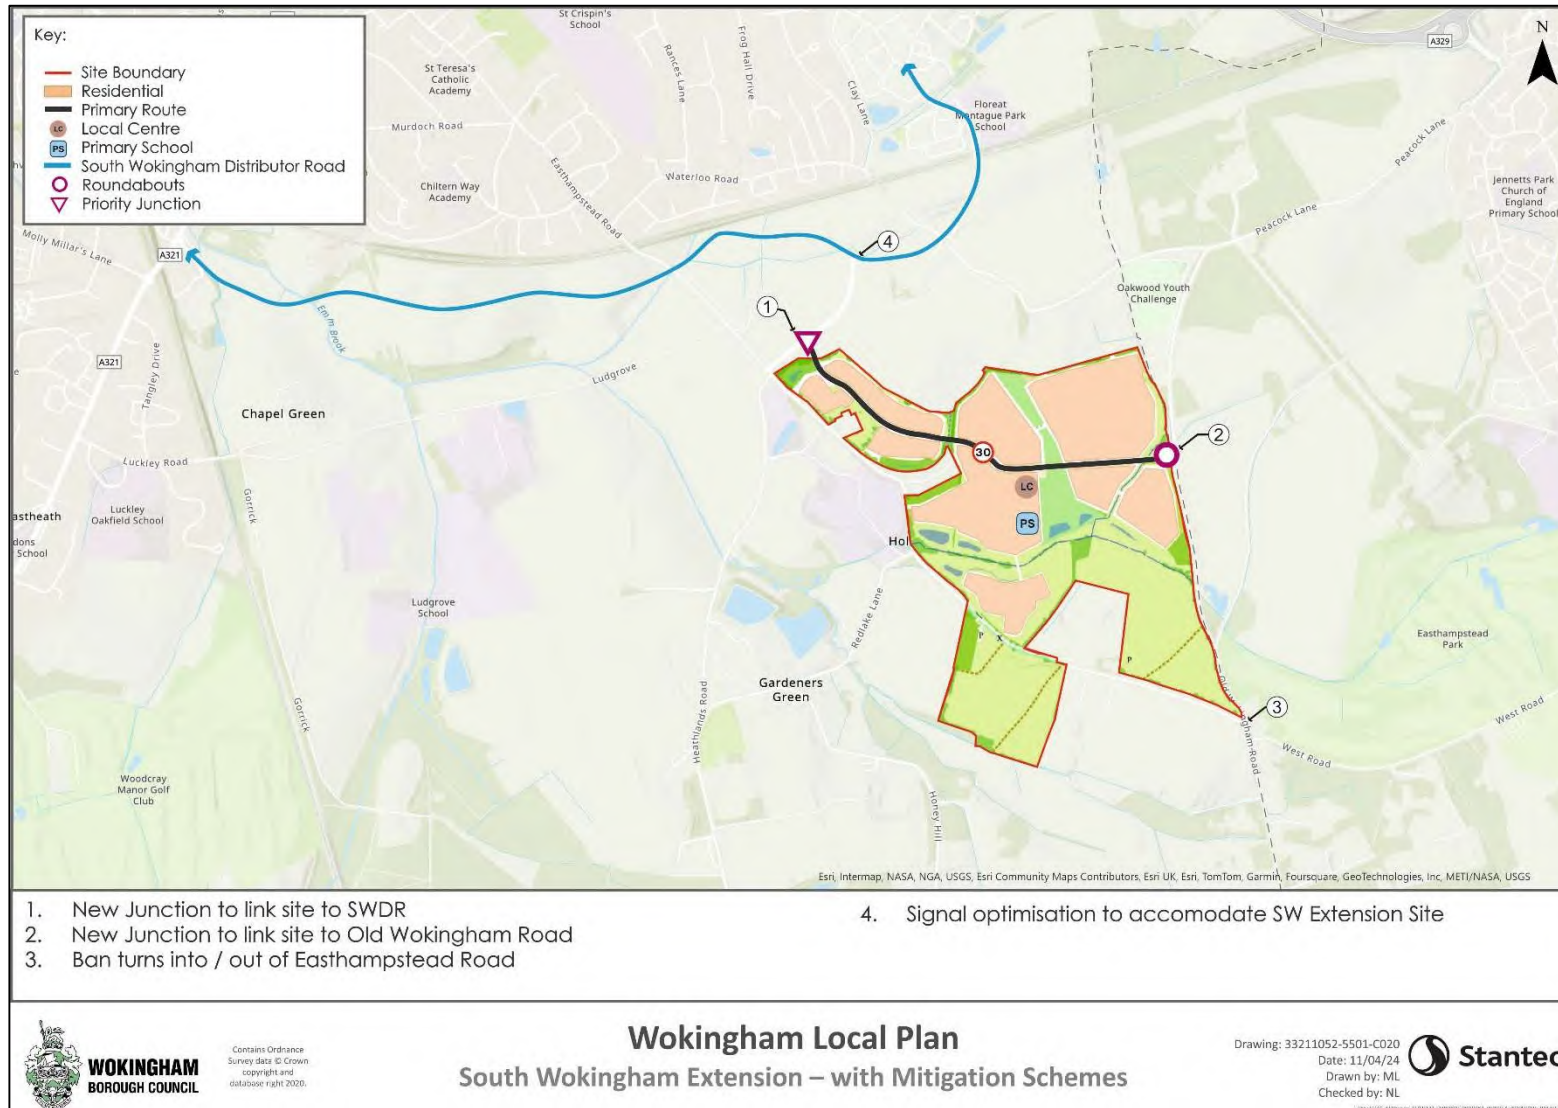 Key:
Site Boundary
Residential
Primary Route
LC Local Centre
PS Primary School
South Wokingham Distributor Road
Roundabouts
Priority Junction
St Crispin's
School
St Teresa's
Catholic
Academy
Rances Lane
Frog Hall Drive
Clay Lane
Floreat
Montague Park
School
A329
N
Murdoch Road
Easthampstead Road
Waterloo Road
Chiltern Way
Academy
Peacock Lane
Peacock Lane
Jennetts Park
Church of
England
Primary School
Molly Millar's Lane
A321
4
Emm Brook
Oakwood Youth
Challenge
1
A321
Tangley Drive
Ludgrove
Chapel Green
2
30
Luckley Road
LC
Gorrick
Luckley
Oakfield School
astheath
dons
School
PS
Hol
Ludgrove
School
Redlake Lane
P
X
P
Easthampstead
Park
Gardeners
Green
Heathlands Road
Gorrick
3
West Road
West Road
Woodcray
Manor Golf
Club
Honey Hill
Esri, Intermap, NASA, NGA, USGS, Esri Community Maps Contributors, Esri UK, Esri, TomTom, Garmin, Foursquare, GeoTechnologies, Inc, METI/NASA, USGS
1. New Junction to link site to SWDR
2. New Junction to link site to Old Wokingham Road
3. Ban turns into / out of Easthampstead Road
4. Signal optimisation to accomodate SW Extension Site
WOKINGHAM
BOROUGH COUNCIL
Contains Ordnance
Survey data © Crown
copyright and
database right 2020.
Wokingham Local Plan
South Wokingham Extension – with Mitigation Schemes
Drawing: 33211052-5501-C020
Date: 11/04/24
Drawn by: ML
Checked by: NL
Stantec